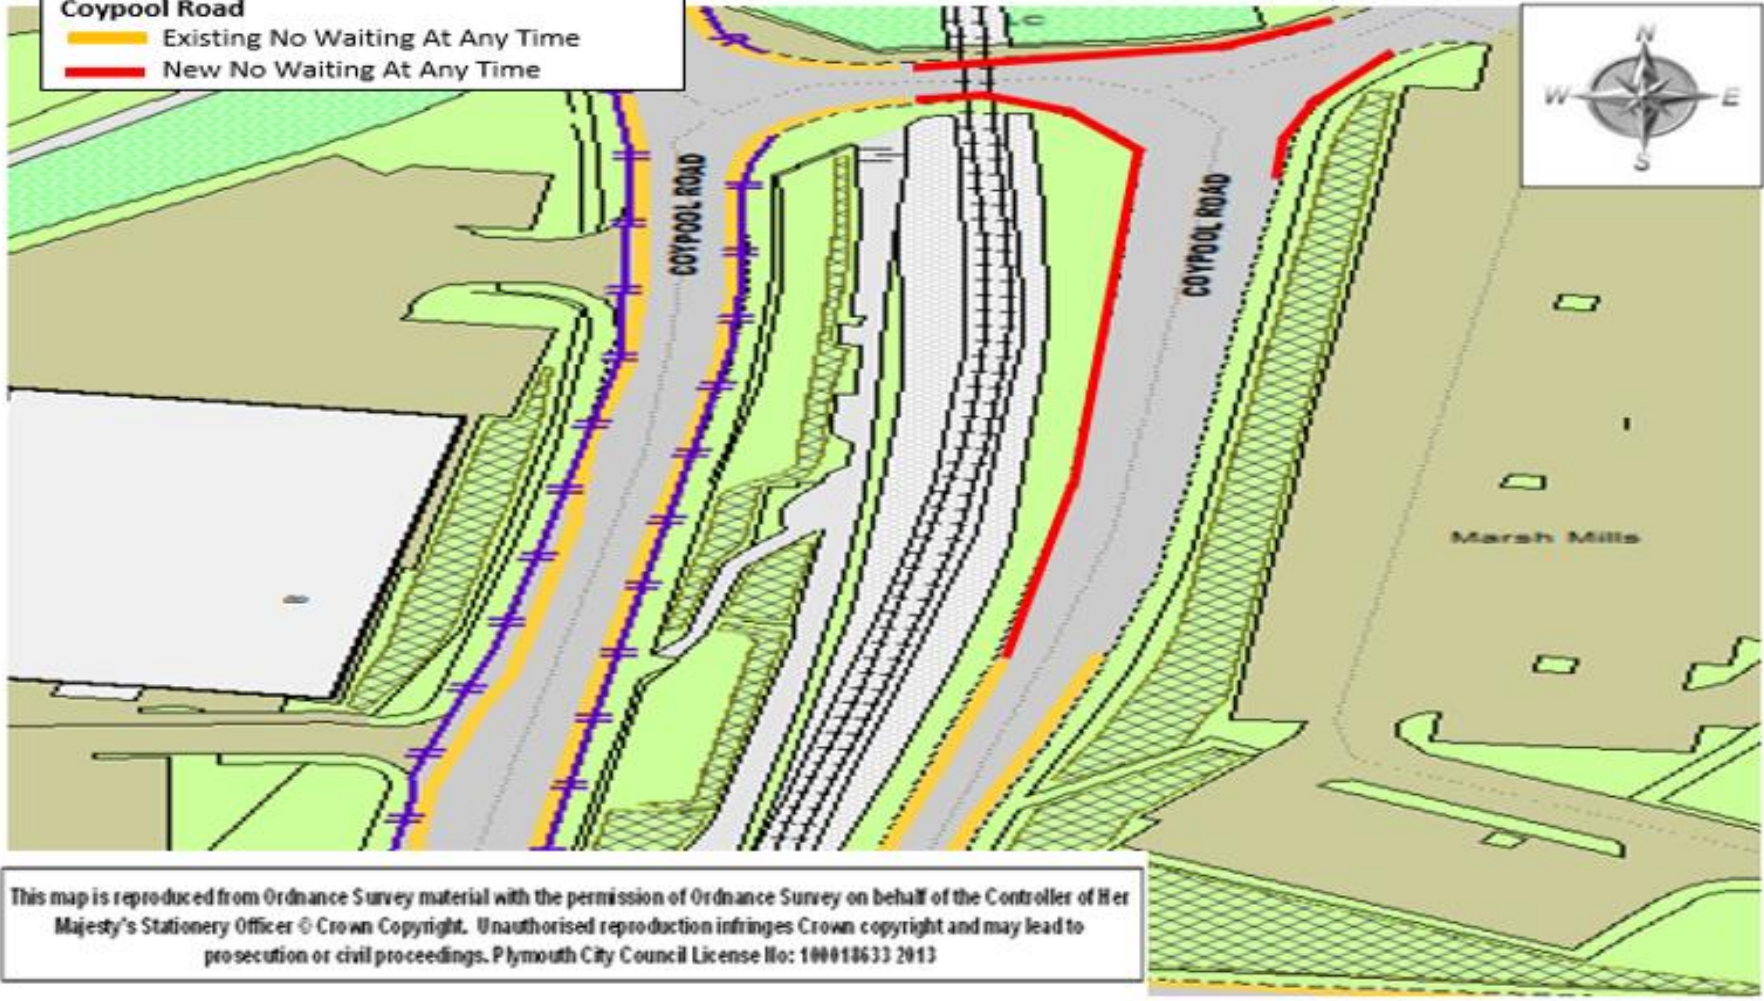 Coypool Road
Existing No Waiting At Any Time
New No Waiting At Any Time
LC
N
W
E
S
COYPOOL ROAD
COYPOOL ROAD
Marsh Mills
This map is reproduced from Ordnance Survey material with the permission of Ordnance Survey on behalf of the Controller of Her
Majesty's Stationery Officer © Crown Copyright. Unauthorised reproduction infringes Crown copyright and may lead to
prosecution or civil proceedings. Plymouth City Council License No: 100018633 2013